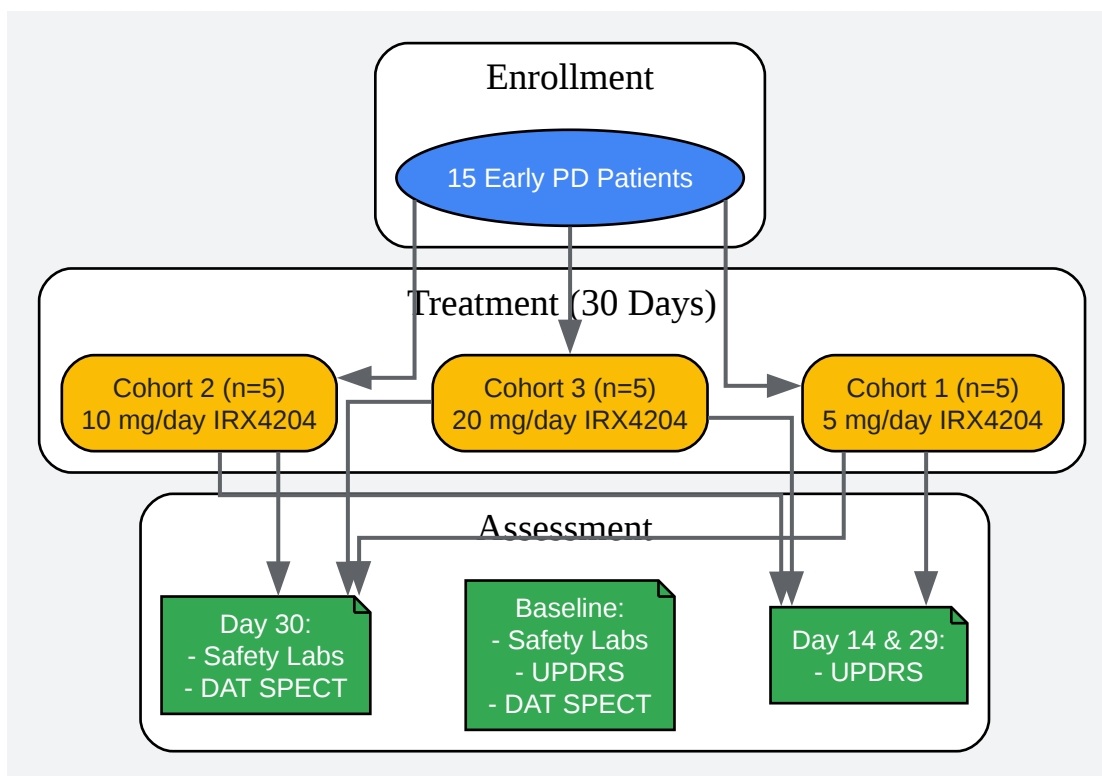 Enrollment
15 Early PD Patients
Treatment (30 Days)
Cohort 2 (n=5)
10 mg/day IRX4204
Cohort 3 (n=5)
20 mg/day IRX4204
Cohort 1 (n=5)
5 mg/day IRX4204
Assessment
Day 30:
- Safety Labs
- DAT SPECT
Baseline:
- Safety Labs
- UPDRS
- DAT SPECT
Day 14 & 29:
- UPDRS